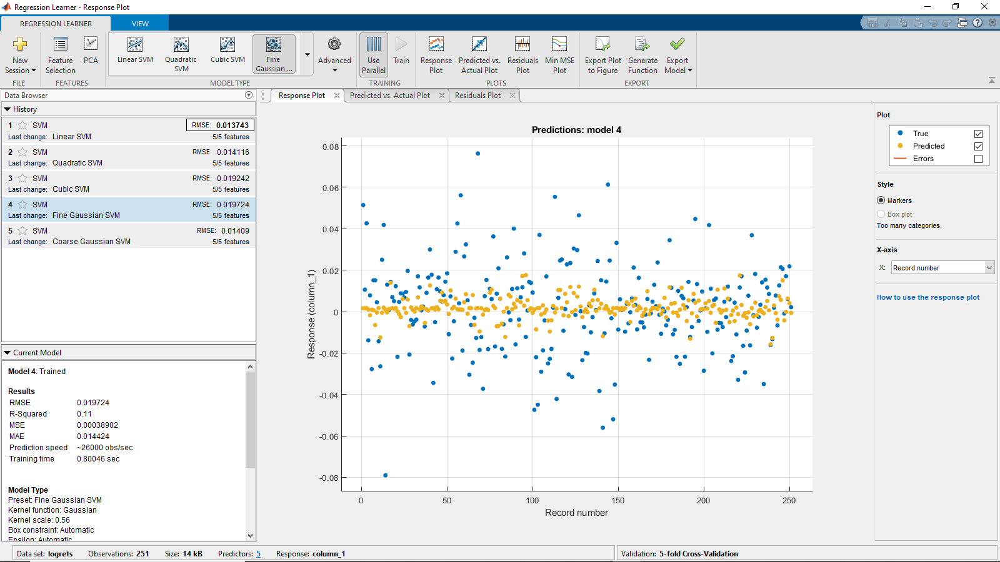 Regression Learner - Response Plot
REGRESSION LEARNER
VIEW
New Session
Feature Selection
PCA
Linear SVM
Quadratic SVM
Cubic SVM
Fine Gaussian ...
Advanced
Use Parallel
Train
Response Plot
Predicted vs. Actual Plot
Residuals Plot
Min MSE Plot
Export Plot to Figure
Generate Function
Export Model
FILE
FEATURES
MODEL TYPE
TRAINING
PLOTS
EXPORT
Data Browser
History
1 SVM RMSE: 0.013743
Last change: Linear SVM 5/5 features
2 SVM RMSE: 0.014116
Last change: Quadratic SVM 5/5 features
3 SVM RMSE: 0.019242
Last change: Cubic SVM 5/5 features
4 SVM RMSE: 0.019724
Last change: Fine Gaussian SVM 5/5 features
5 SVM RMSE: 0.01409
Last change: Coarse Gaussian SVM 5/5 features
Current Model
Model 4: Trained
Results
RMSE 0.019724
R-Squared 0.11
MSE 0.00038902
MAE 0.014424
Prediction speed ~26000 obs/sec
Training time 0.80046 sec
Model Type
Preset: Fine Gaussian SVM
Kernel function: Gaussian
Kernel scale: 0.56
Box constraint: Automatic
Epsilon: Automatic
Response Plot
Predicted vs. Actual Plot
Residuals Plot
Predictions: model 4
Response (column_1)
0.08
0.06
0.04
0.02
0
-0.02
-0.04
-0.06
-0.08
0 50 100 150 200 250
Record number
Plot
True
Predicted
Errors
Style
Markers
Box plot
Too many categories.
X-axis
X: Record number
How to use the response plot
Data set: logrets Observations: 251 Size: 14 kB Predictors: 5 Response: column_1
Validation: 5-fold Cross-Validation